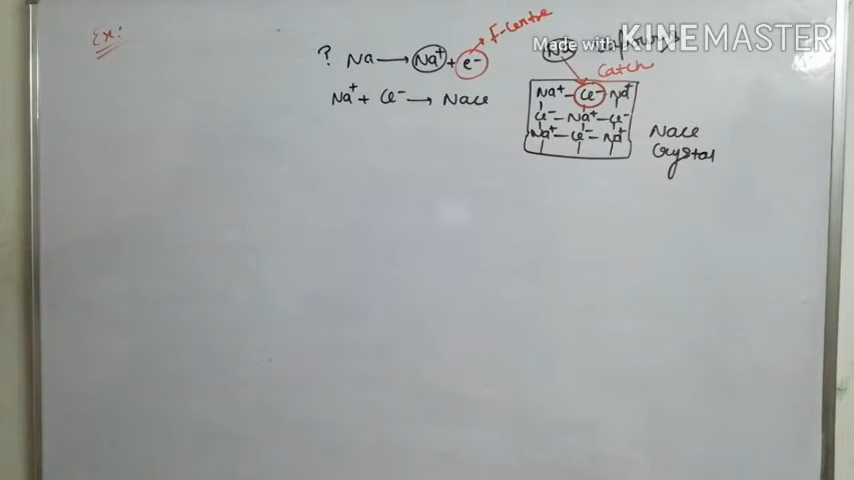 Ex:
? Na → Na⁺ + e⁻ F-centre
Na⁺ + Cl⁻ → NaCl
Made with KINEMASTER
Catch
Na⁺ - Cl⁻ - Na⁺
Cl⁻ - Na⁺ - Cl⁻
Na⁺ - Cl⁻ - Na⁺
NaCl
Crystal